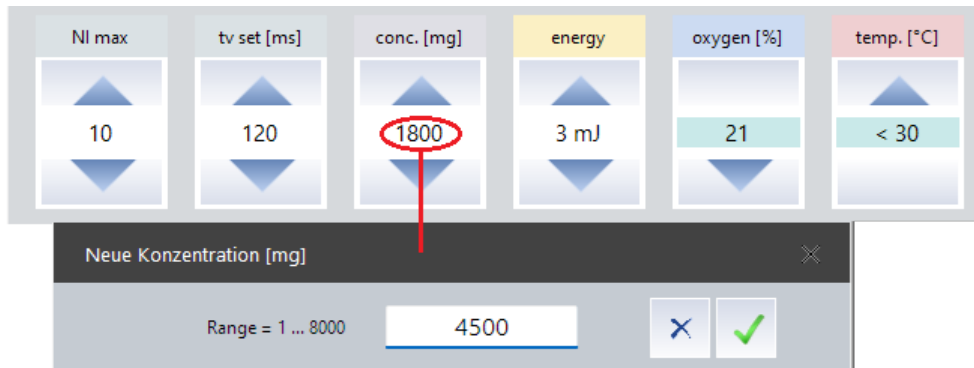 NI max tv set [ms] conc. [mg] energy oxygen [%] temp. [°C]
10 120 1800 3 mJ 21 < 30
Neue Konzentration [mg]
Range = 1 ... 8000 4500